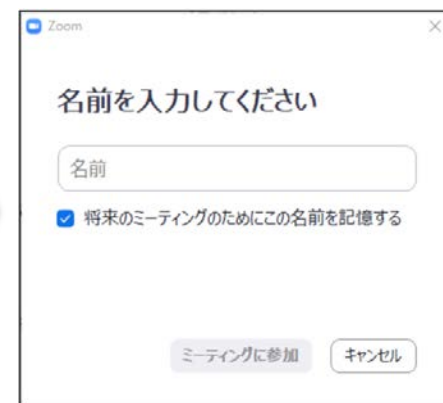 Zoom
名前を入力してください
名前
将来のミーティングのためにこの名前を記憶する
ミーティングに参加 キャンセル